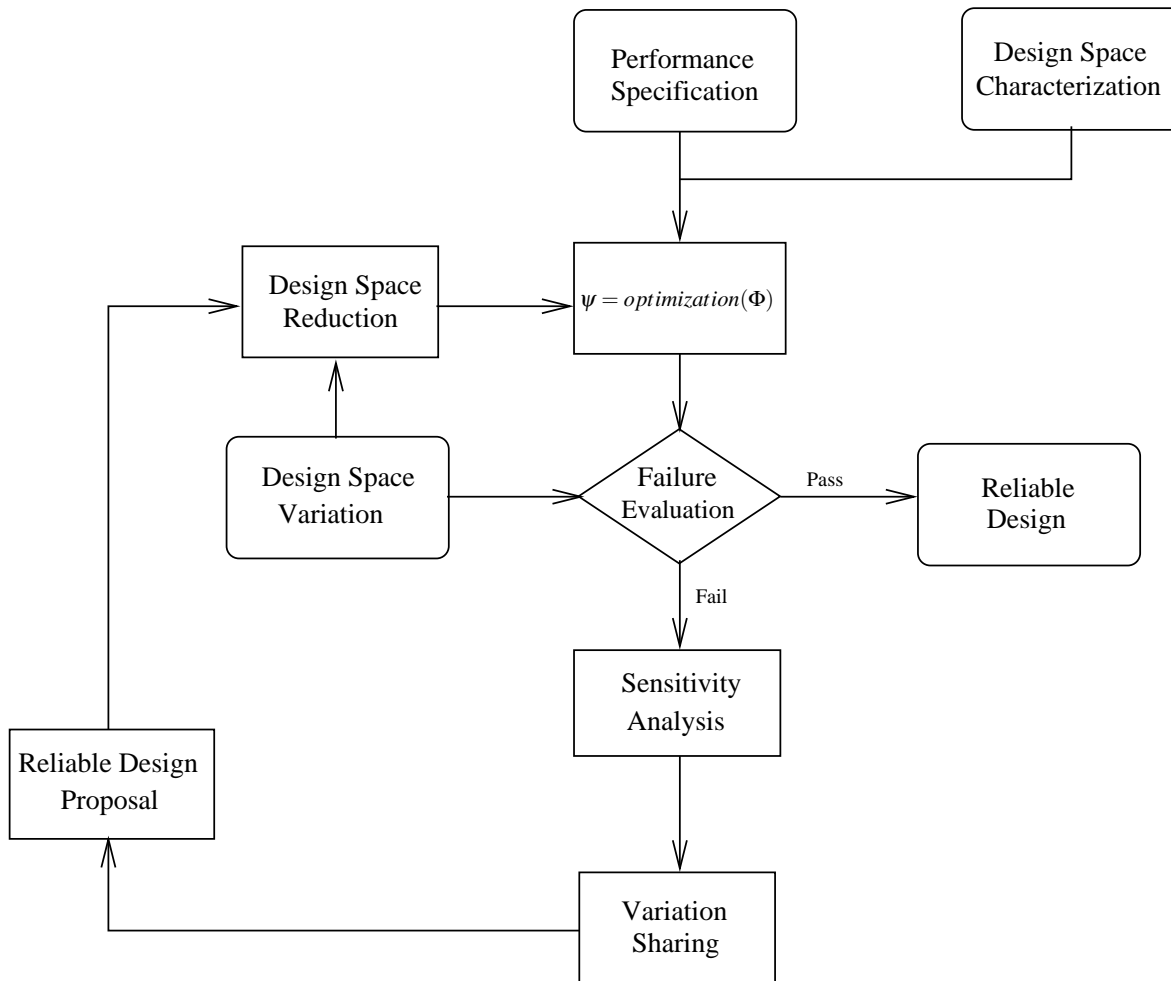 Performance
Specification
Design Space
Characterization
Design Space
Reduction
ψ = optimization(Φ)
Design Space
Variation
Failure
Evaluation
Pass
Reliable
Design
Fail
Sensitivity
Analysis
Reliable Design
Proposal
Variation
Sharing